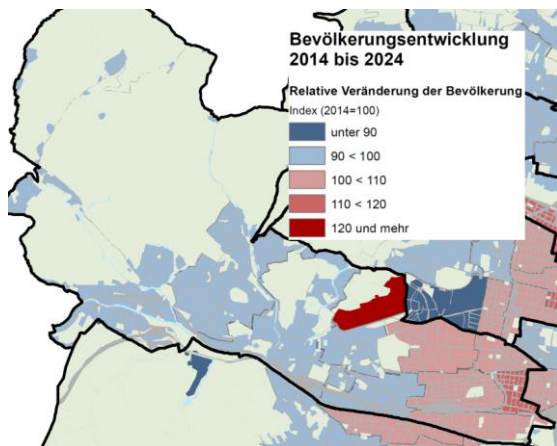 Bevölkerungsentwicklung
2014 bis 2024
Relative Veränderung der Bevölkerung
Index (2014=100)
unter 90
90 < 100
100 < 110
110 < 120
120 und mehr